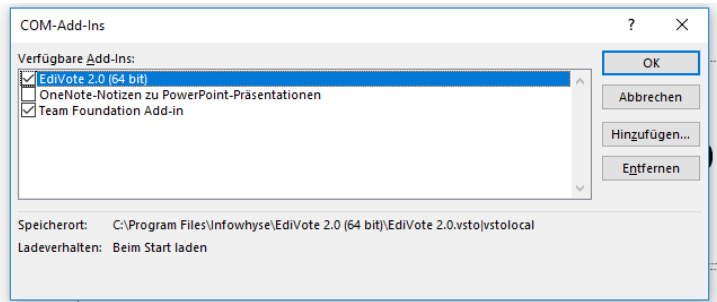 COM-Add-Ins
? ✕
Verfügbare Add-Ins:
EdiVote 2.0 (64 bit)
OneNote-Notizen zu PowerPoint-Präsentationen
Team Foundation Add-in
OK
Abbrechen
Hinzufügen...
Entfernen
Speicherort: C:\Program Files\Infowhyse\EdiVote 2.0 (64 bit)\EdiVote 2.0.vsto|vstolocal
Ladeverhalten: Beim Start laden